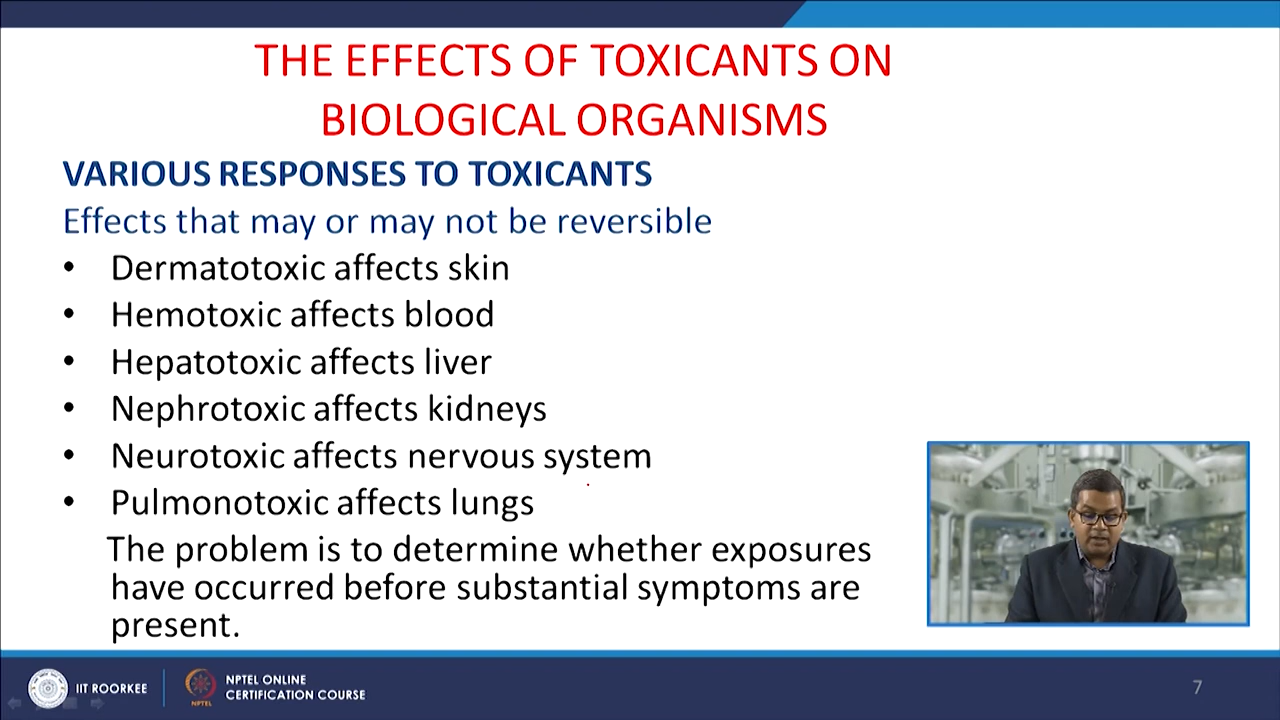 THE EFFECTS OF TOXICANTS ON
BIOLOGICAL ORGANISMS
VARIOUS RESPONSES TO TOXICANTS
Effects that may or may not be reversible
• Dermatotoxic affects skin
• Hemotoxic affects blood
• Hepatotoxic affects liver
• Nephrotoxic affects kidneys
• Neurotoxic affects nervous system
• Pulmonotoxic affects lungs
The problem is to determine whether exposures
have occurred before substantial symptoms are
present.
IIT ROORKEE
NPTEL
NPTEL ONLINE
CERTIFICATION COURSE
7